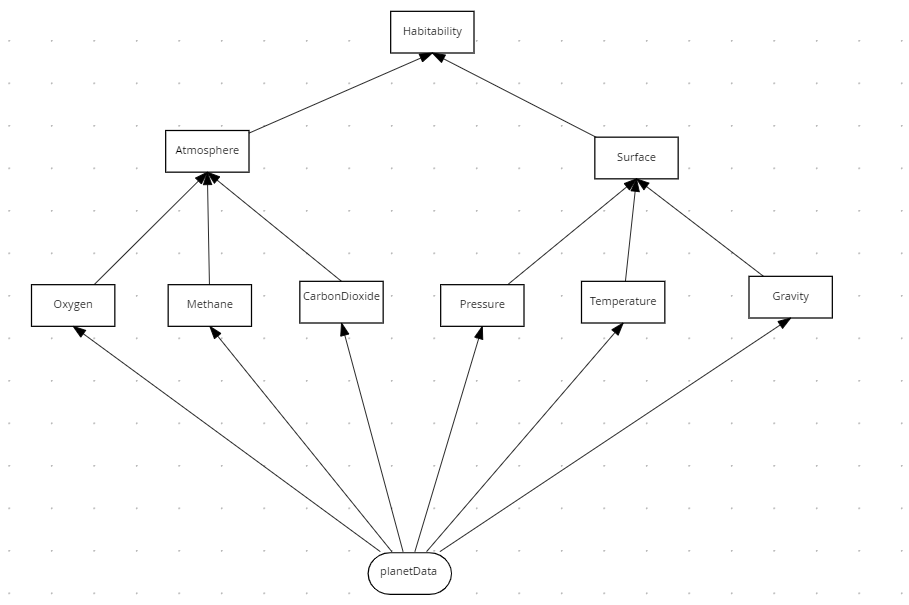 Habitability
Atmosphere
Surface
Oxygen
Methane
CarbonDioxide
Pressure
Temperature
Gravity
planetData